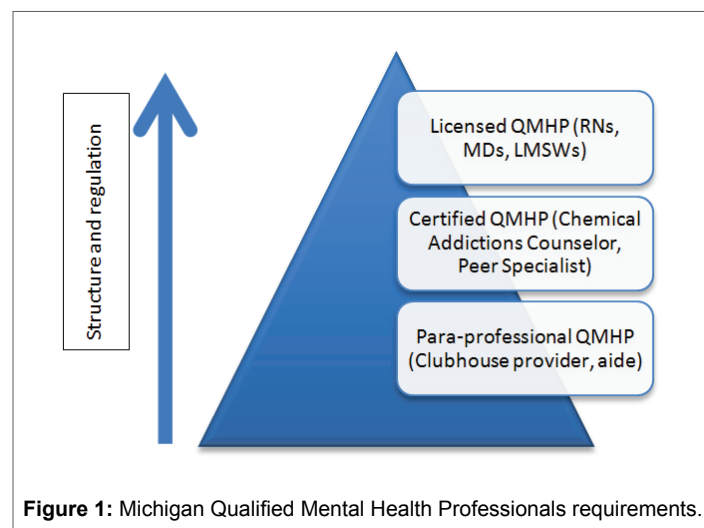 Structure and regulation
Licensed QMHP (RNs,
MDs, LMSWs)
Certified QMHP (Chemical
Addictions Counselor,
Peer Specialist)
Para-professional QMHP
(Clubhouse provider, aide)
Figure 1: Michigan Qualified Mental Health Professionals requirements.